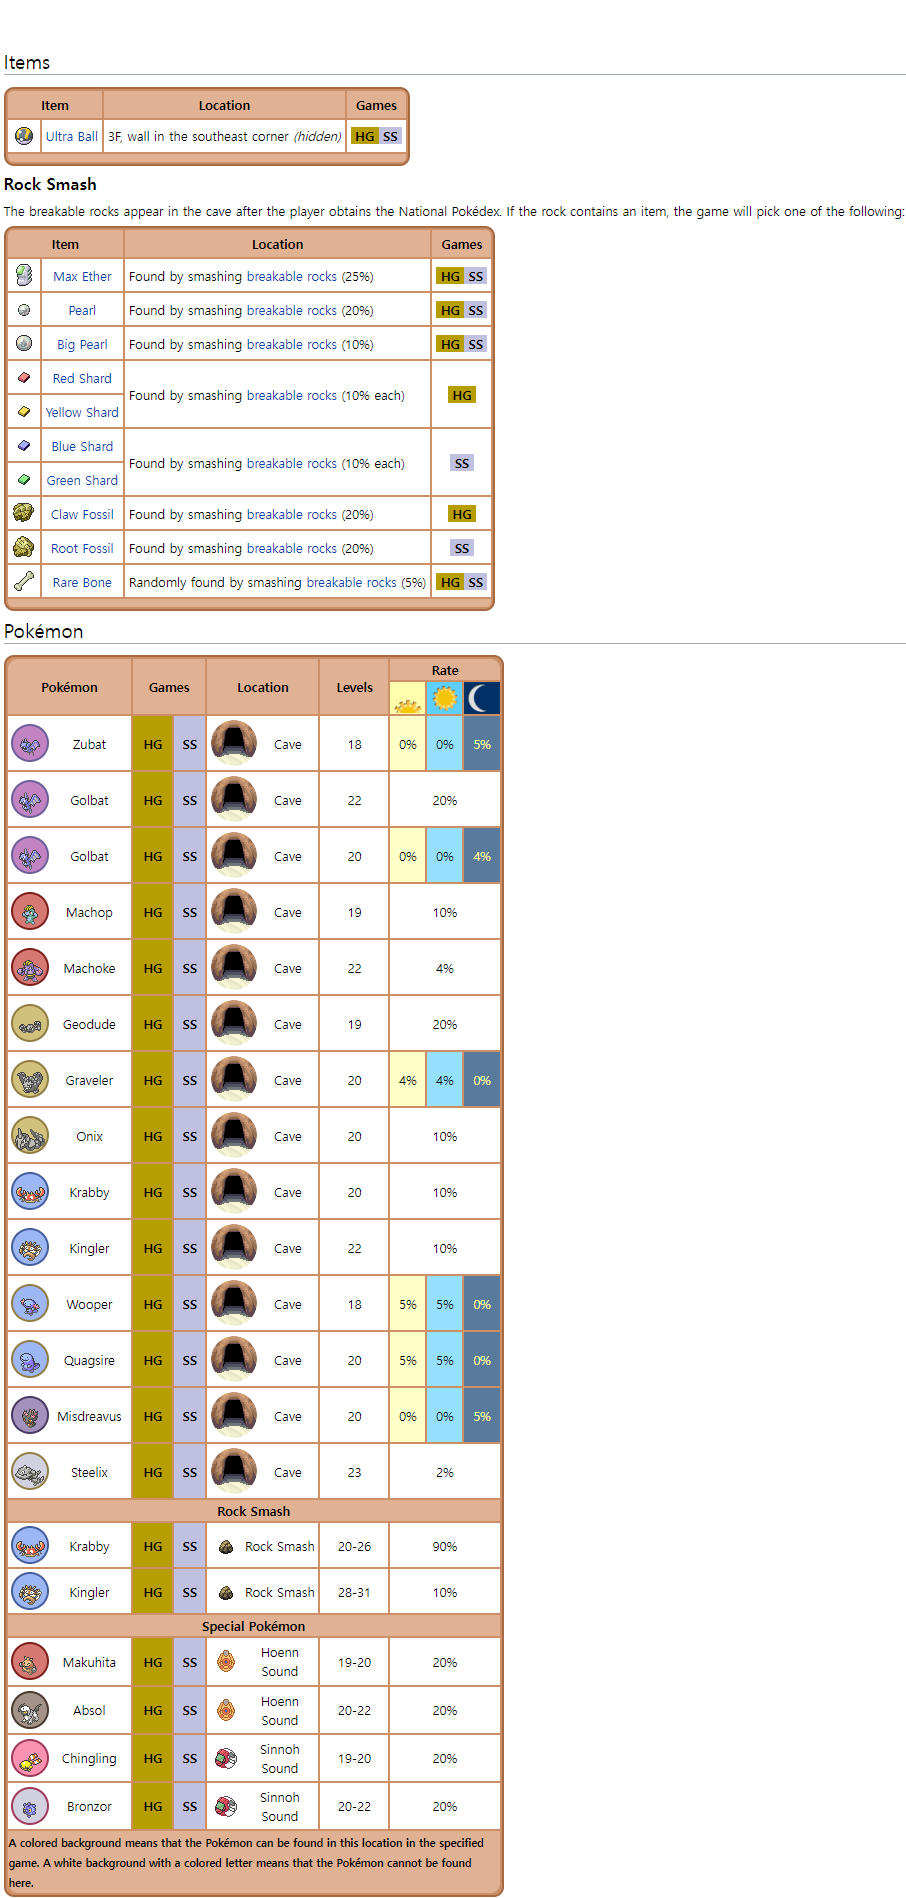 Items
Item Location Games
Ultra Ball 3F, wall in the southeast corner (hidden) HG SS
Rock Smash
The breakable rocks appear in the cave after the player obtains the National Pokédex. If the rock contains an item, the game will pick one of the following:
Item Location Games
Max Ether Found by smashing breakable rocks (25%) HG SS
Pearl Found by smashing breakable rocks (20%) HG SS
Big Pearl Found by smashing breakable rocks (10%) HG SS
Red Shard
Found by smashing breakable rocks (10% each) HG
Yellow Shard
Blue Shard
Found by smashing breakable rocks (10% each) SS
Green Shard
Claw Fossil Found by smashing breakable rocks (20%) HG
Root Fossil Found by smashing breakable rocks (20%) SS
Rare Bone Randomly found by smashing breakable rocks (5%) HG SS
Pokémon
Pokémon Games Location Levels Rate
Zubat HG SS Cave 18 0% 0% 5%
Golbat HG SS Cave 22 20%
Golbat HG SS Cave 20 0% 0% 4%
Machop HG SS Cave 19 10%
Machoke HG SS Cave 22 4%
Geodude HG SS Cave 19 20%
Graveler HG SS Cave 20 4% 4% 0%
Onix HG SS Cave 20 10%
Krabby HG SS Cave 20 10%
Kingler HG SS Cave 22 10%
Wooper HG SS Cave 18 5% 5% 0%
Quagsire HG SS Cave 20 5% 5% 0%
Misdreavus HG SS Cave 20 0% 0% 5%
Steelix HG SS Cave 23 2%
Rock Smash
Krabby HG SS Rock Smash 20-26 90%
Kingler HG SS Rock Smash 28-31 10%
Special Pokémon
Makuhita HG SS Hoenn Sound 19-20 20%
Absol HG SS Hoenn Sound 20-22 20%
Chingling HG SS Sinnoh Sound 19-20 20%
Bronzor HG SS Sinnoh Sound 20-22 20%
A colored background means that the Pokémon can be found in this location in the specified
game. A white background with a colored letter means that the Pokémon cannot be found
here.